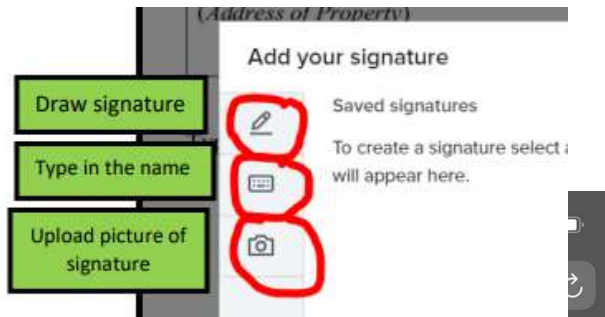 (Address of Property)
Add your signature
Draw signature
Saved signatures
To create a signature select a
Type in the name
will appear here.
Upload picture of
signature